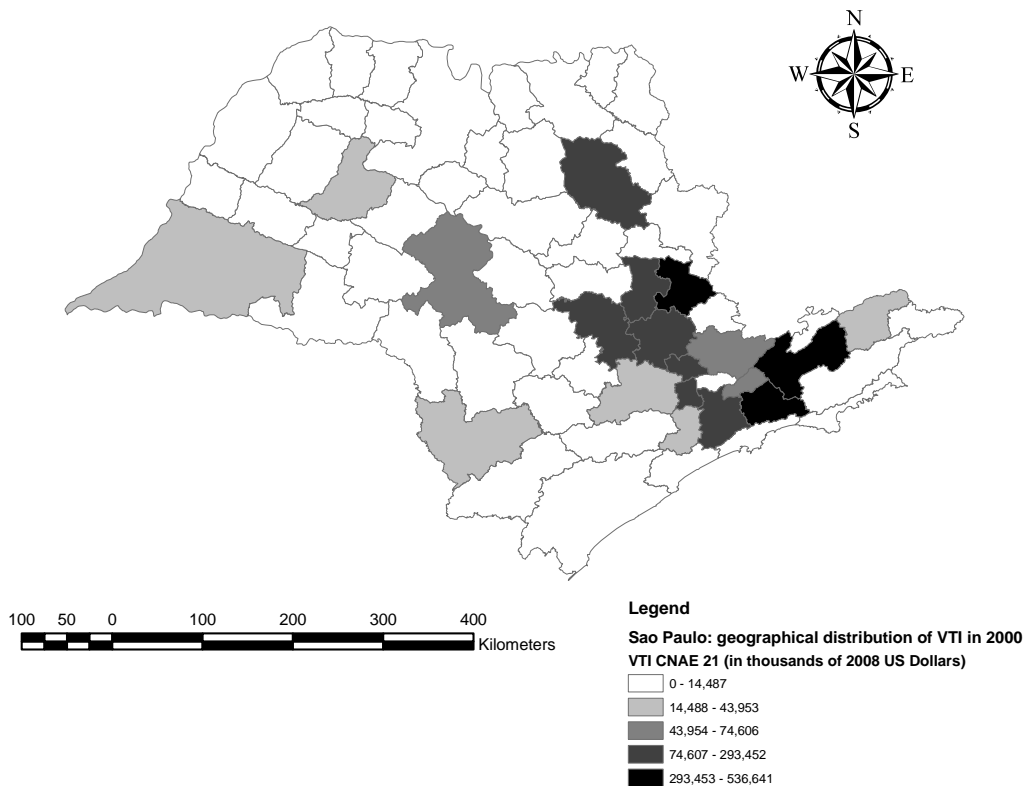 N
W E
S
100 50 0 100 200 300 400
Kilometers
Legend
Sao Paulo: geographical distribution of VTI in 2000
VTI CNAE 21 (in thousands of 2008 US Dollars)
0 - 14,487
14,488 - 43,953
43,954 - 74,606
74,607 - 293,452
293,453 - 536,641